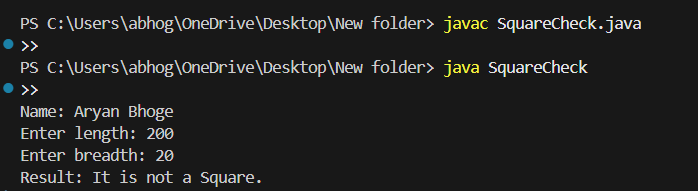 PS C:\Users\abhog\OneDrive\Desktop\New folder> javac SquareCheck.java
>>
PS C:\Users\abhog\OneDrive\Desktop\New folder> java SquareCheck
>>
Name: Aryan Bhoge
Enter length: 200
Enter breadth: 20
Result: It is not a Square.